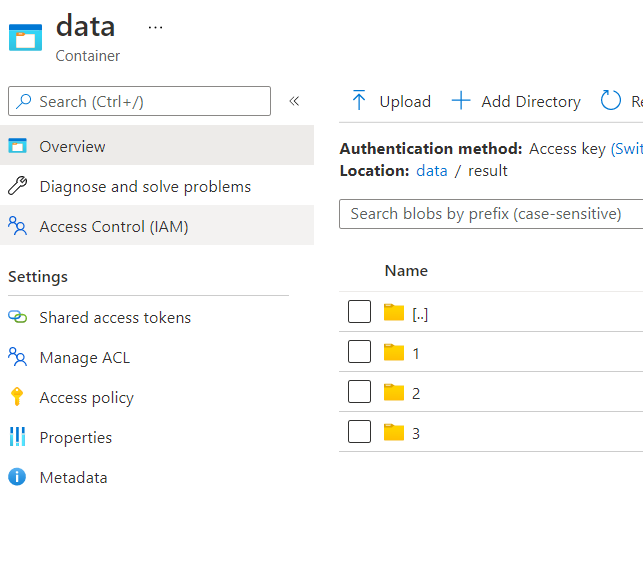 data ...
Container
Search (Ctrl+/)
«
Overview
Diagnose and solve problems
Access Control (IAM)
Settings
Shared access tokens
Manage ACL
Access policy
Properties
Metadata
Upload Add Directory
Authentication method: Access key (Swit
Location: data / result
Search blobs by prefix (case-sensitive)
Name
[..]
1
2
3